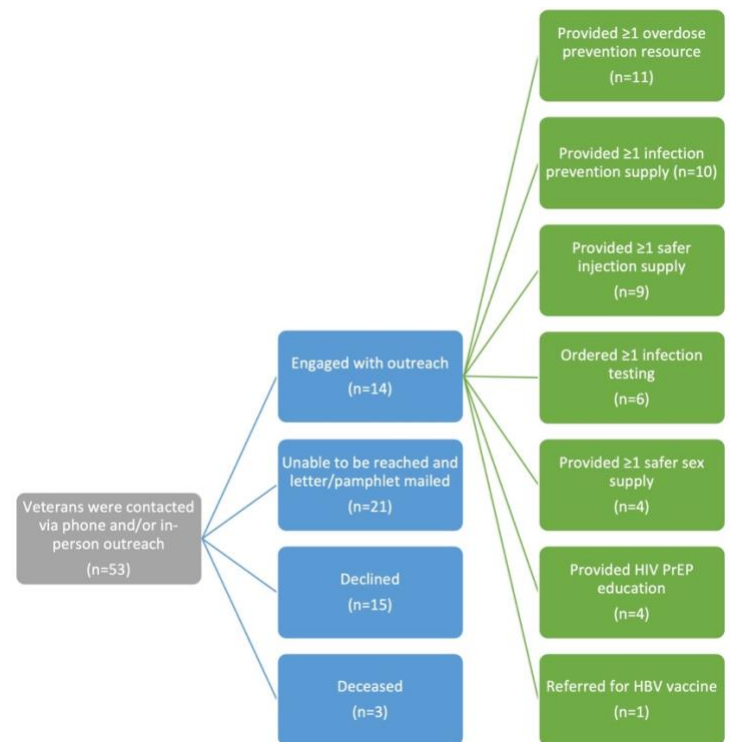 Veterans were contacted
via phone and/or in-
person outreach
(n=53)
Engaged with outreach
(n=14)
Unable to be reached and
letter/pamphlet mailed
(n=21)
Declined
(n=15)
Deceased
(n=3)
Provided ≥1 overdose
prevention resource
(n=11)
Provided ≥1 infection
prevention supply (n=10)
Provided ≥1 safer
injection supply
(n=9)
Ordered ≥1 infection
testing
(n=6)
Provided ≥1 safer sex
supply
(n=4)
Provided HIV PrEP
education
(n=4)
Referred for HBV vaccine
(n=1)